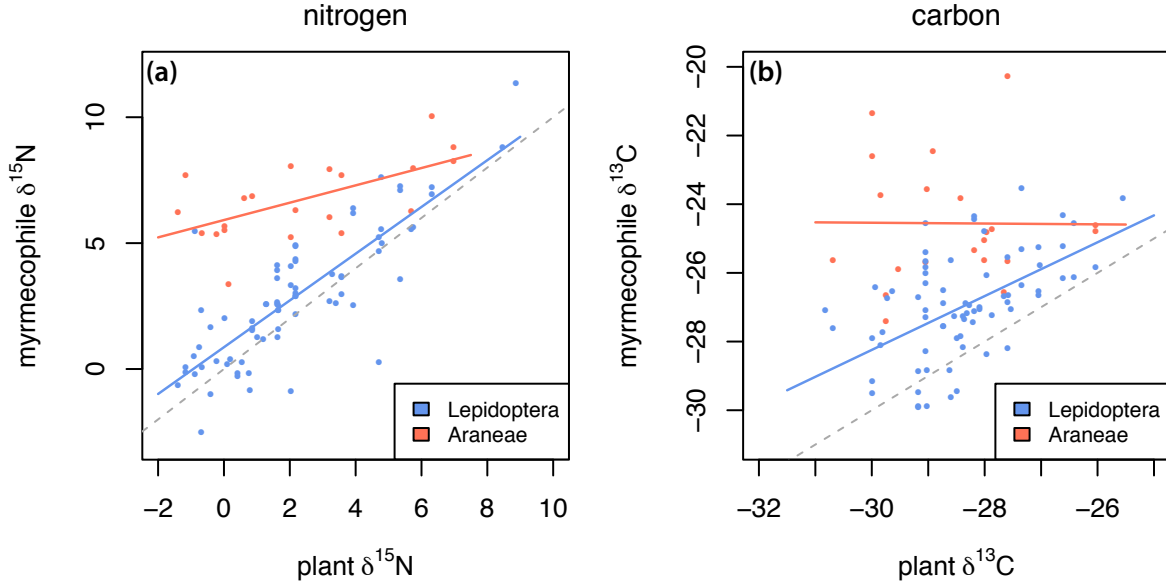 nitrogen
(a)
myrmecophile δ¹⁵N
10
5
0
−2 0 2 4 6 8 10
plant δ¹⁵N
Lepidoptera
Araneae
carbon
(b)
myrmecophile δ¹³C
−20
−22
−24
−26
−28
−30
−32 −30 −28 −26
plant δ¹³C
Lepidoptera
Araneae